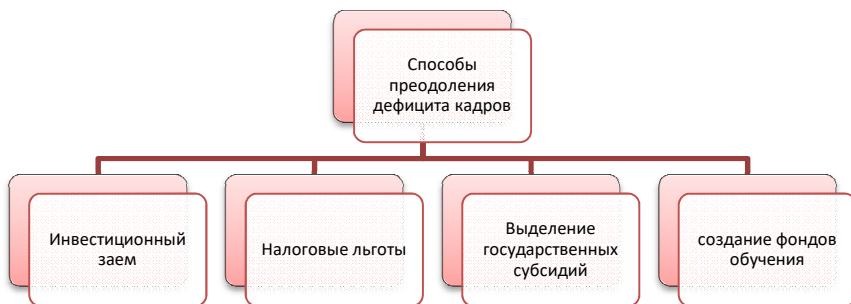 Способы
преодоления
дефицита кадров
Инвестиционный
заем
Налоговые льготы
Выделение
государственных
субсидий
создание фондов
обучения